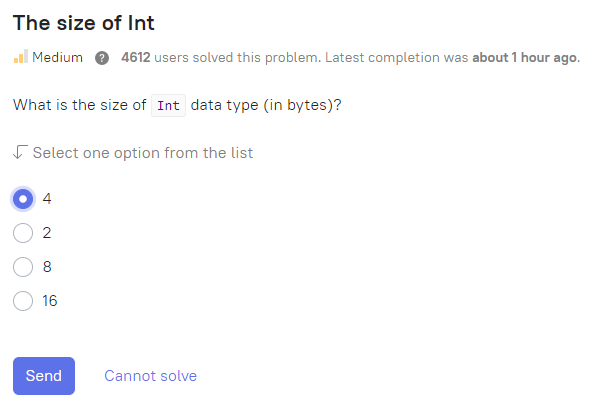 The size of Int
Medium ? 4612 users solved this problem. Latest completion was about 1 hour ago.
What is the size of Int data type (in bytes)?
Select one option from the list
4
2
8
16
Send Cannot solve